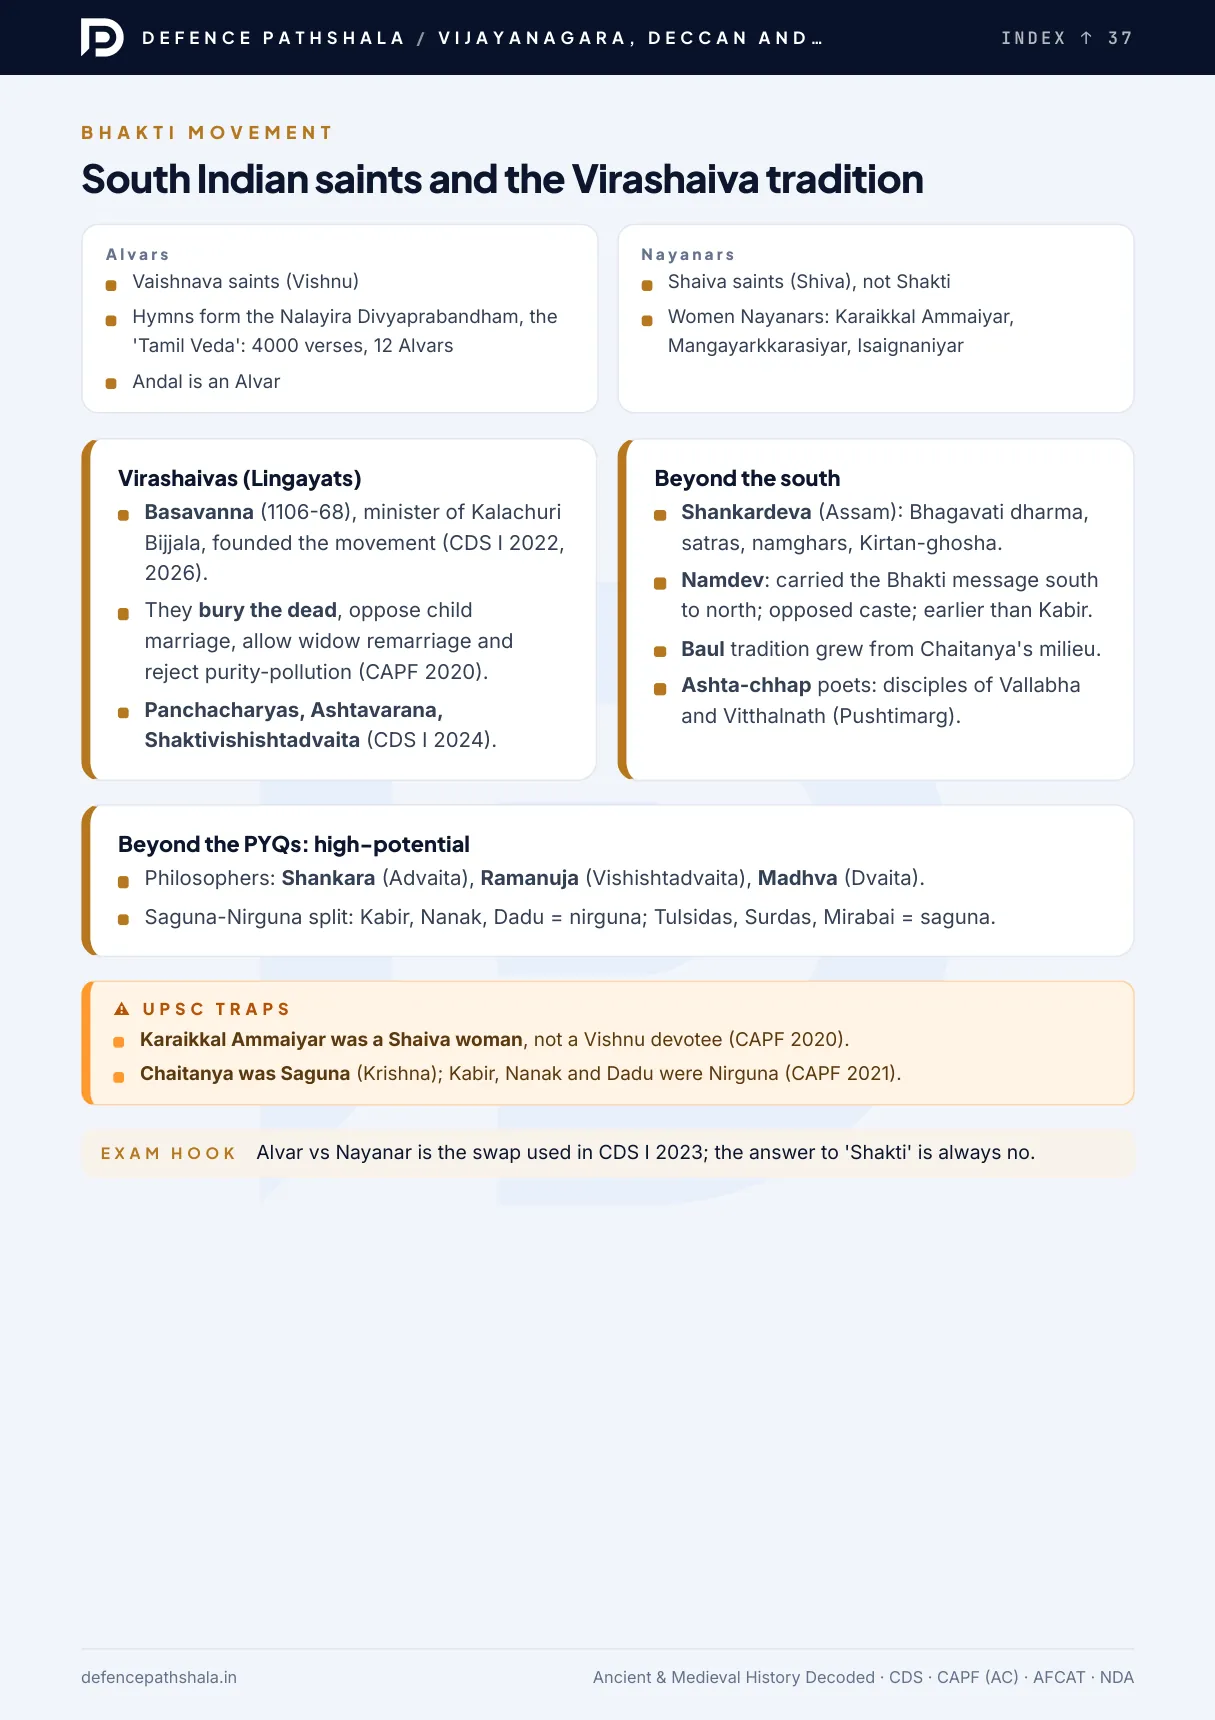 DEFENCE PATHSHALA / VIJAYANAGARA, DECCAN AND…
INDEX ↑ 37
BHAKTI MOVEMENT
South Indian saints and the Virashaiva tradition
Alvars
Vaishnava saints (Vishnu)
Hymns form the Nalayira Divyaprabandham, the
'Tamil Veda': 4000 verses, 12 Alvars
Andal is an Alvar
Nayanars
Shaiva saints (Shiva), not Shakti
Women Nayanars: Karaikkal Ammaiyar,
Mangayarkkarasiyar, Isaignaniyar
Virashaivas (Lingayats)
Basavanna (1106-68), minister of Kalachuri
Bijjala, founded the movement (CDS I 2022,
2026).
They bury the dead, oppose child
marriage, allow widow remarriage and
reject purity-pollution (CAPF 2020).
Panchacharyas, Ashtavarana,
Shaktivishishtadvaita (CDS I 2024).
Beyond the south
Shankardeva (Assam): Bhagavati dharma,
satras, namghars, Kirtan-ghosha.
Namdev: carried the Bhakti message south
to north; opposed caste; earlier than Kabir.
Baul tradition grew from Chaitanya's milieu.
Ashta-chhap poets: disciples of Vallabha
and Vitthalnath (Pushtimarg).
Beyond the PYQs: high-potential
Philosophers: Shankara (Advaita), Ramanuja (Vishishtadvaita), Madhva (Dvaita).
Saguna-Nirguna split: Kabir, Nanak, Dadu = nirguna; Tulsidas, Surdas, Mirabai = saguna.
⚠ UPSC TRAPS
Karaikkal Ammaiyar was a Shaiva woman, not a Vishnu devotee (CAPF 2020).
Chaitanya was Saguna (Krishna); Kabir, Nanak and Dadu were Nirguna (CAPF 2021).
EXAM HOOK Alvar vs Nayanar is the swap used in CDS I 2023; the answer to 'Shakti' is always no.
defencepathshala.in
Ancient & Medieval History Decoded · CDS · CAPF (AC) · AFCAT · NDA